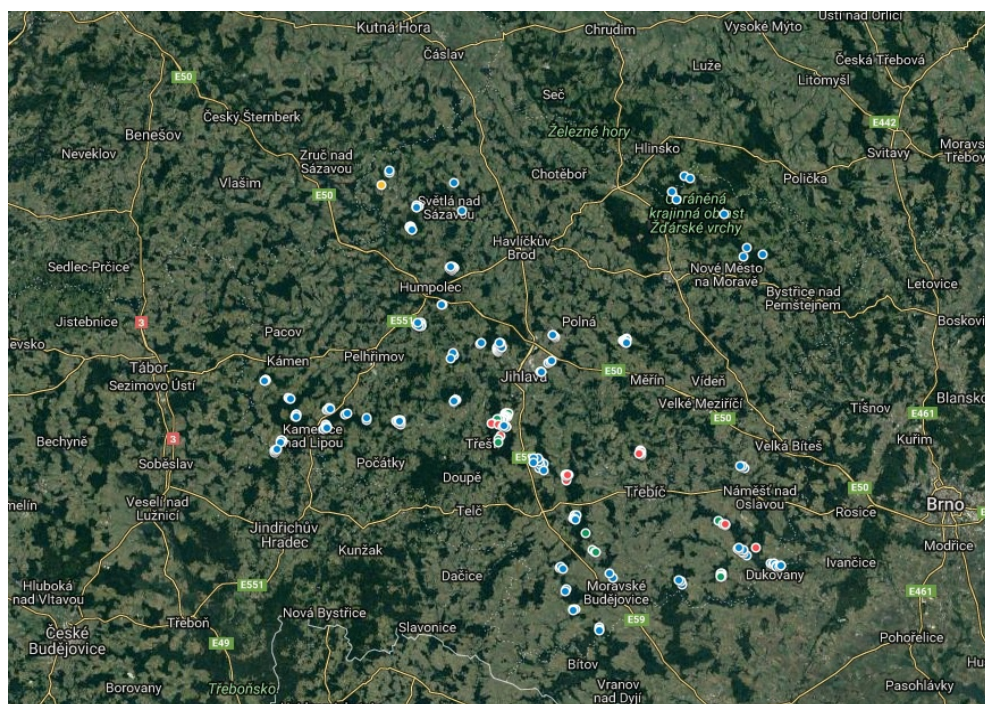 Kutná Hora
Chrudim
Vysoké Mýto
Ústí nad Orlicí
Čáslav
Česká Třebová
Luže
Litomyšl
E50
Seč
Český Šternberk
E442
Železné hory
Benešov
Hlinsko
Svitavy
Neveklov
Zruč nad
Sázavou
Chotěboř
Polička
Vlašim
E50
Světlá nad
Sázavou
krajinná oblast
Žďárské vrchy
Havlíčkův
Brod
Sedlec-Prčice
Nové Město
na Moravě
Humpolec
Bystřice nad
Pernštejnem
Letovice
Jistebnice
3
E551
Polná
Pacov
Pelhřimov
Kámen
Tábor
Sezimovo Ústí
Jihlava
E50
Měřín
Vídeň
Velké Meziříčí
Tišnov
E461
E50
Bechyně
3
nad Lipou
Kuřim
Velká Bíteš
Soběslav
Počátky
Doupě
E50
Třebíč
Náměšť nad
Oslavou
Veselí nad
Lužnicí
Telč
Rosice
Brno
Jindřichův
Hradec
Modřice
Kunžak
Ivančice
Dačice
Dukovany
Hluboká
nad Vltavou
E551
Moravské
Budějovice
E461
Nová Bystřice
Třeboň
Slavonice
E59
České
Budějovice
E49
Pohořelice
Bítov
Borovany
Třeboňsko
Vranov
nad Dyjí
Pasohlávky